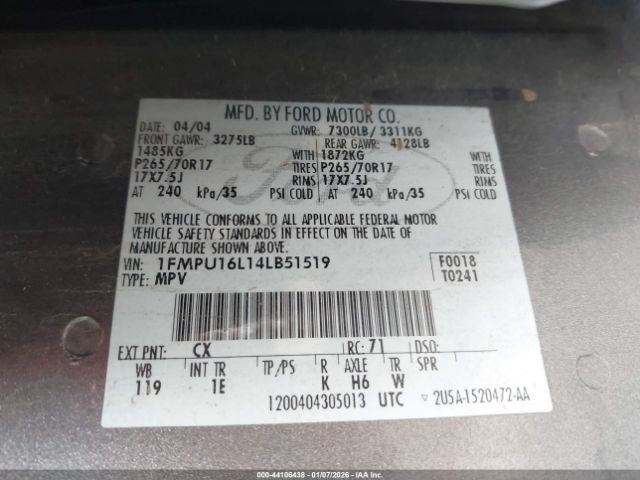 MFD. BY FORD MOTOR CO.
DATE: 04/04 GVWR: 7300LB/ 3311KG
FRONT GAWR: 3275LB REAR GAWR: 4128LB
1485KG WITH 1872KG WITH
P265/70R17 TIRES P265/70R17 TIRES
17X7.5J RIMS 17X7.5J RIMS
AT 240 kPa/35 PSI COLD AT 240 kPa/35 PSI COLD
THIS VEHICLE CONFORMS TO ALL APPLICABLE FEDERAL MOTOR
VEHICLE SAFETY STANDARDS IN EFFECT ON THE DATE OF
MANUFACTURE SHOWN ABOVE.
VIN: 1FMPU16L14LB51519 F0018
TYPE: MPV T0241
EXT PNT: CX RC: 71 DSO:
WB INT TR TP/PS R AXLE TR SPR
119 1E K H6 W
1200404305013 UTC ▽ 2U5A-1520472-AA
Ford
(000-44106438 | 01/07/2026 - IAA Inc.)